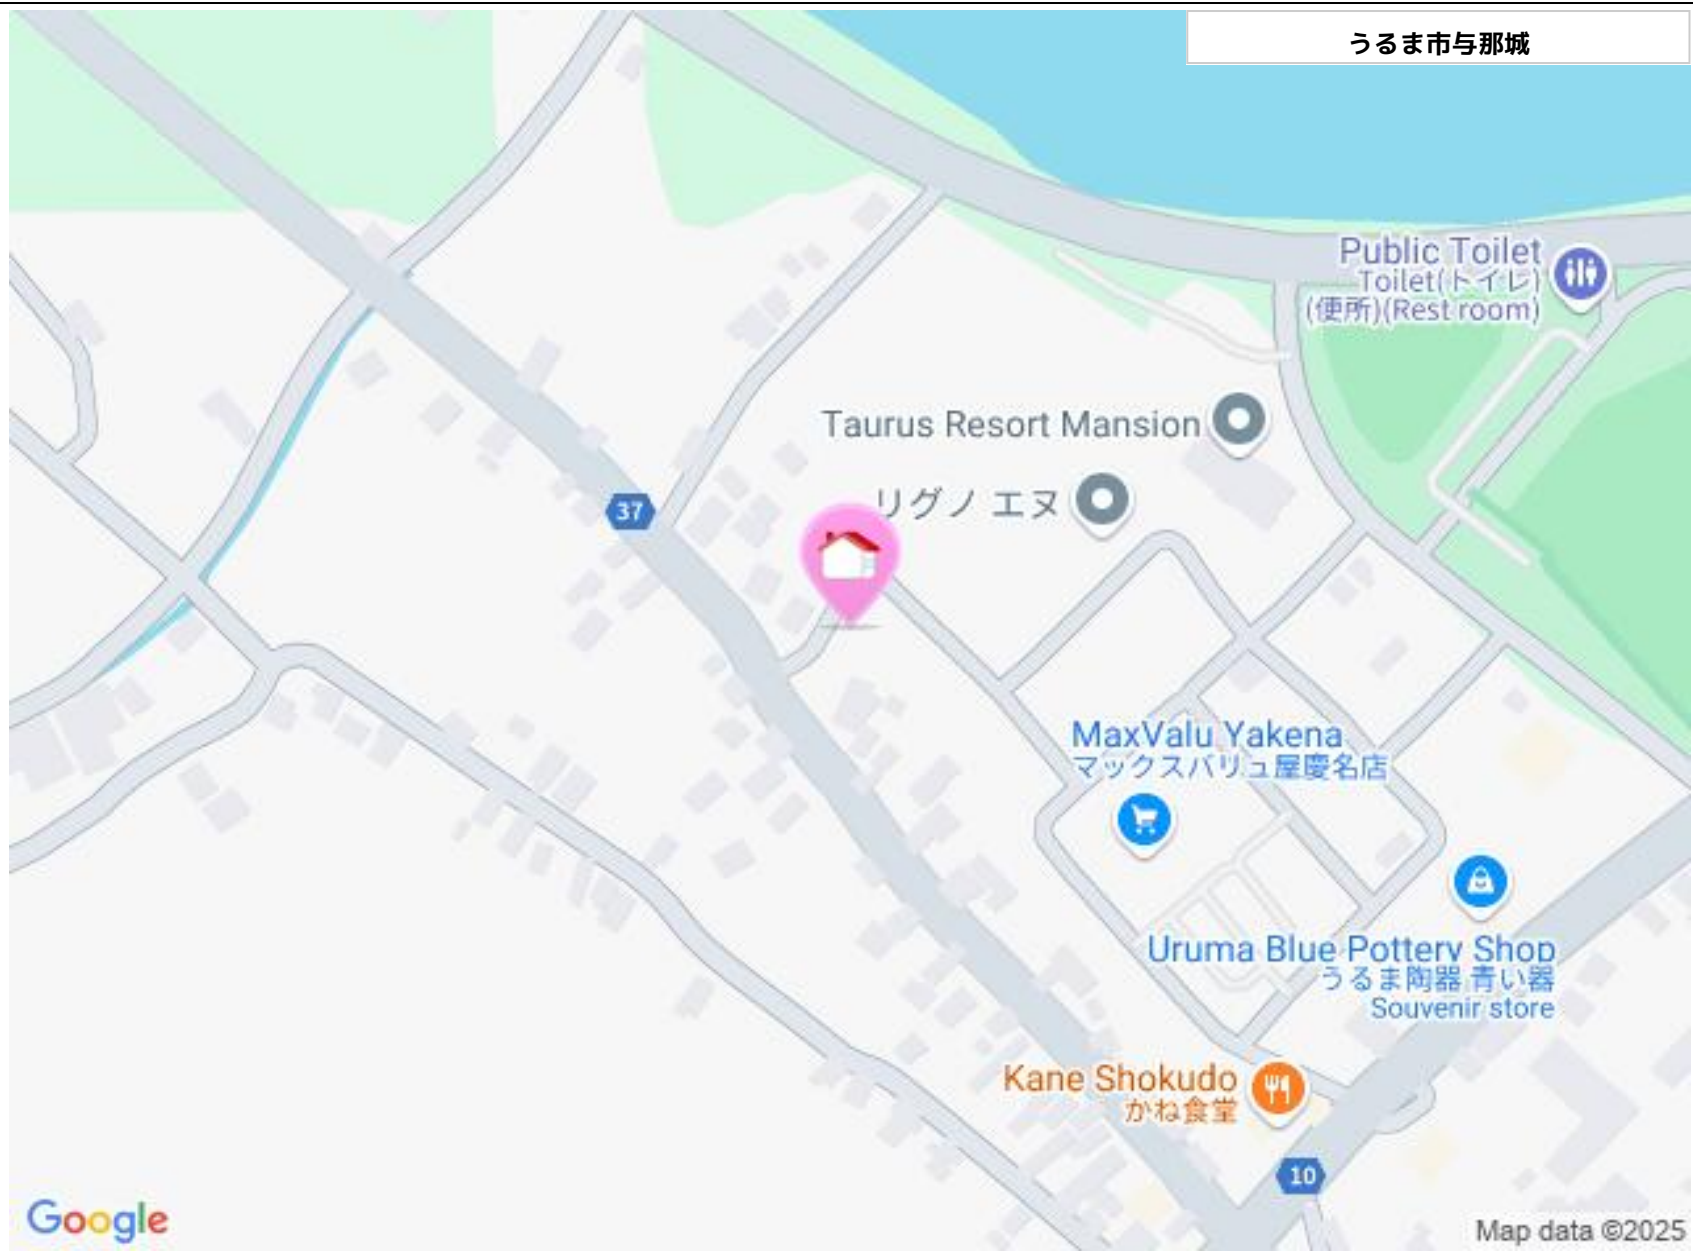 うるま市与那城
Public Toilet
Toilet(トイレ)
(便所)(Rest room)
Taurus Resort Mansion
リグノ エヌ
37
MaxValu Yakena
マックスバリュ屋慶名店
Uruma Blue Pottery Shop
うるま陶器 青い器
Souvenir store
Kane Shokudo
かね食堂
10
Google
Map data ©2025